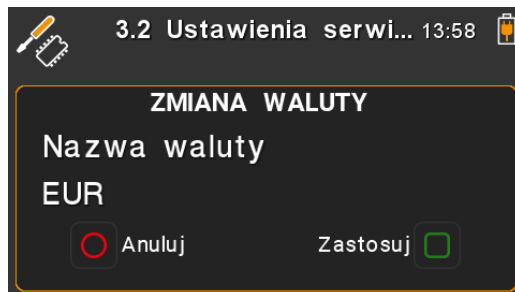 3.2 Ustawienia serwi... 13:58
ZMIANA WALUTY
Nazwa waluty
EUR
Anuluj Zastosuj